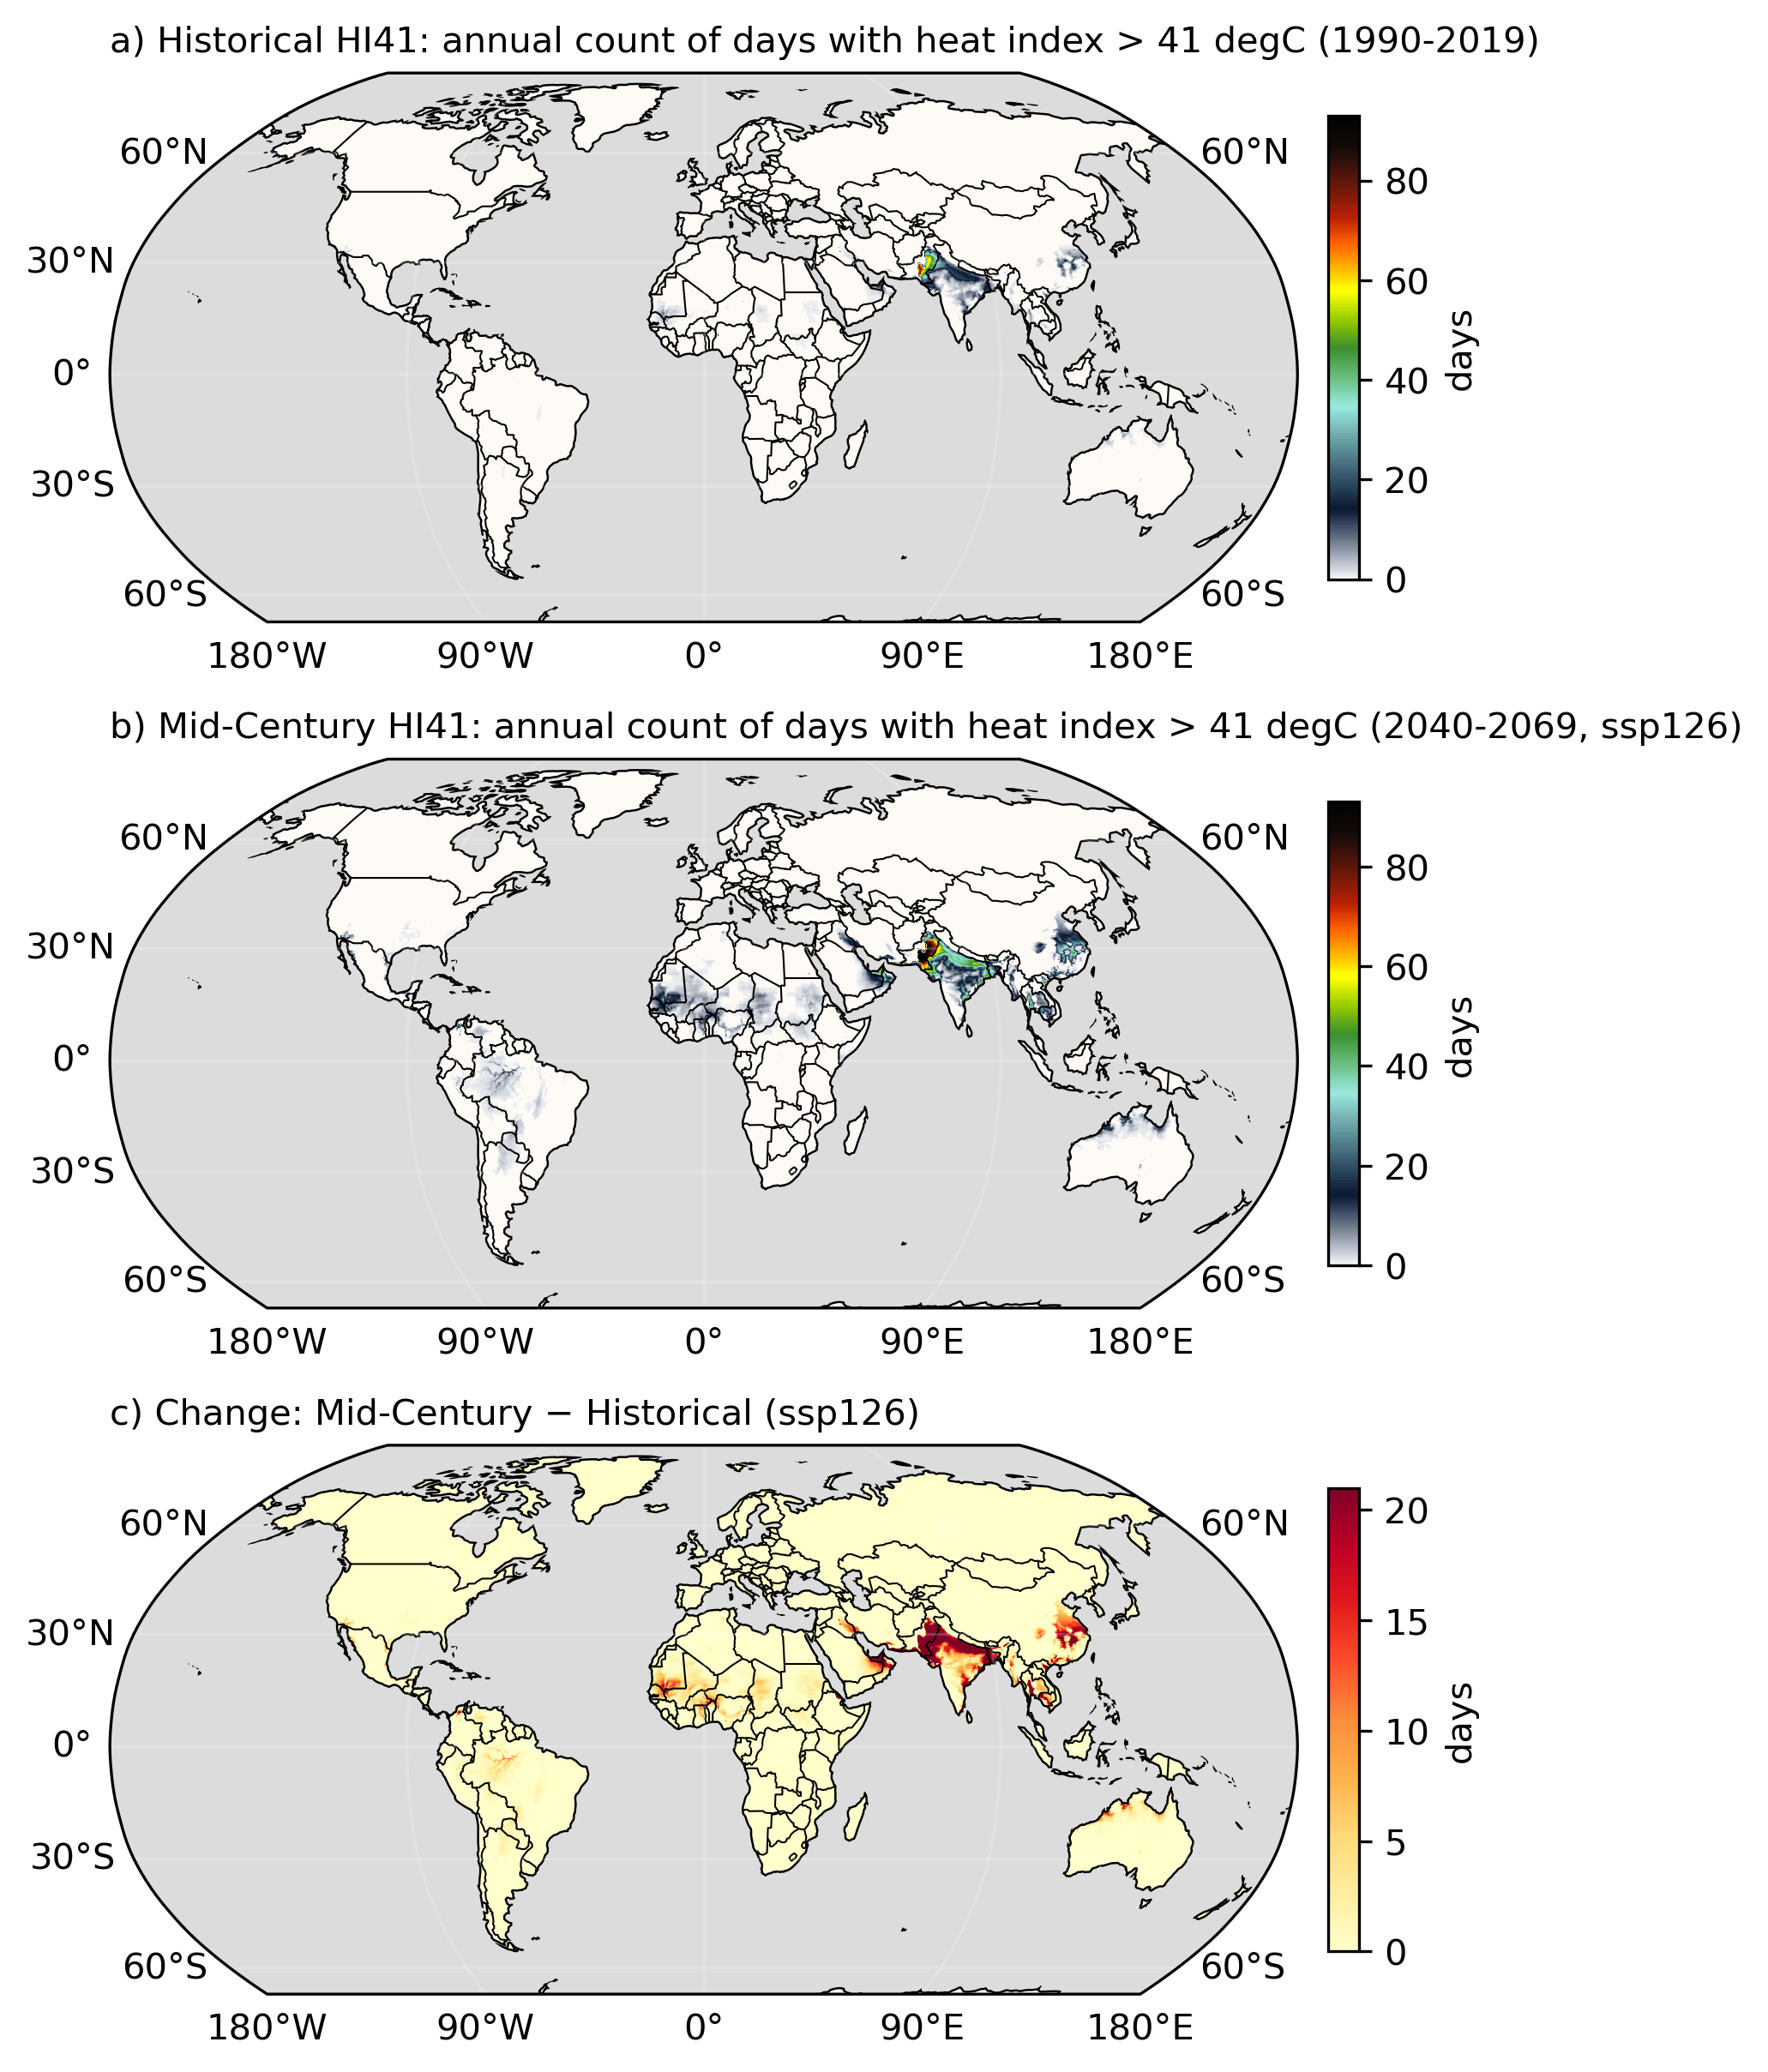 a) Historical HI41: annual count of days with heat index > 41 degC (1990-2019)
60°N 60°N
30°N
0°
30°S
60°S 60°S
180°W 90°W 0° 90°E 180°E
80
60
40
20
0
days
b) Mid-Century HI41: annual count of days with heat index > 41 degC (2040-2069, ssp126)
60°N 60°N
30°N
0°
30°S
60°S 60°S
180°W 90°W 0° 90°E 180°E
80
60
40
20
0
days
c) Change: Mid-Century − Historical (ssp126)
60°N 60°N
30°N
0°
30°S
60°S 60°S
180°W 90°W 0° 90°E 180°E
20
15
10
5
0
days